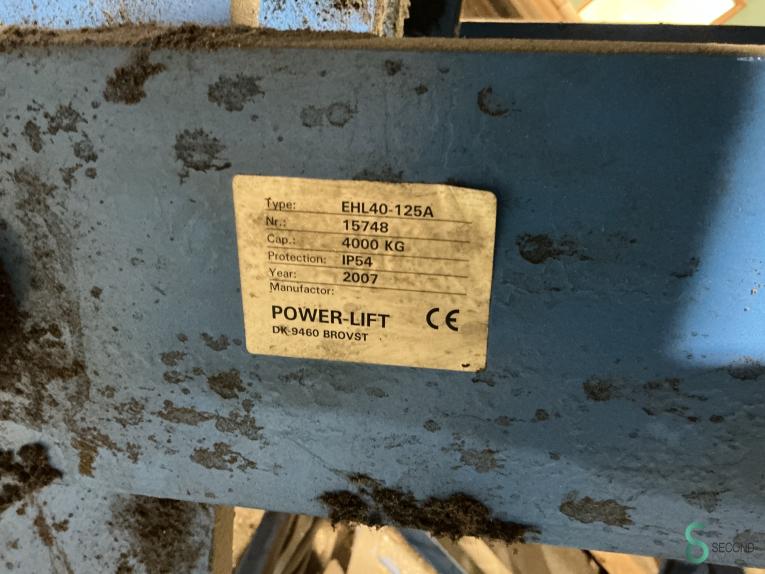 Type: EHL40-125A
Nr.: 15748
Cap.: 4000 KG
Protection: IP54
Year: 2007
Manufactor:
POWER-LIFT CE
DK-9460 BROVST
SECOND